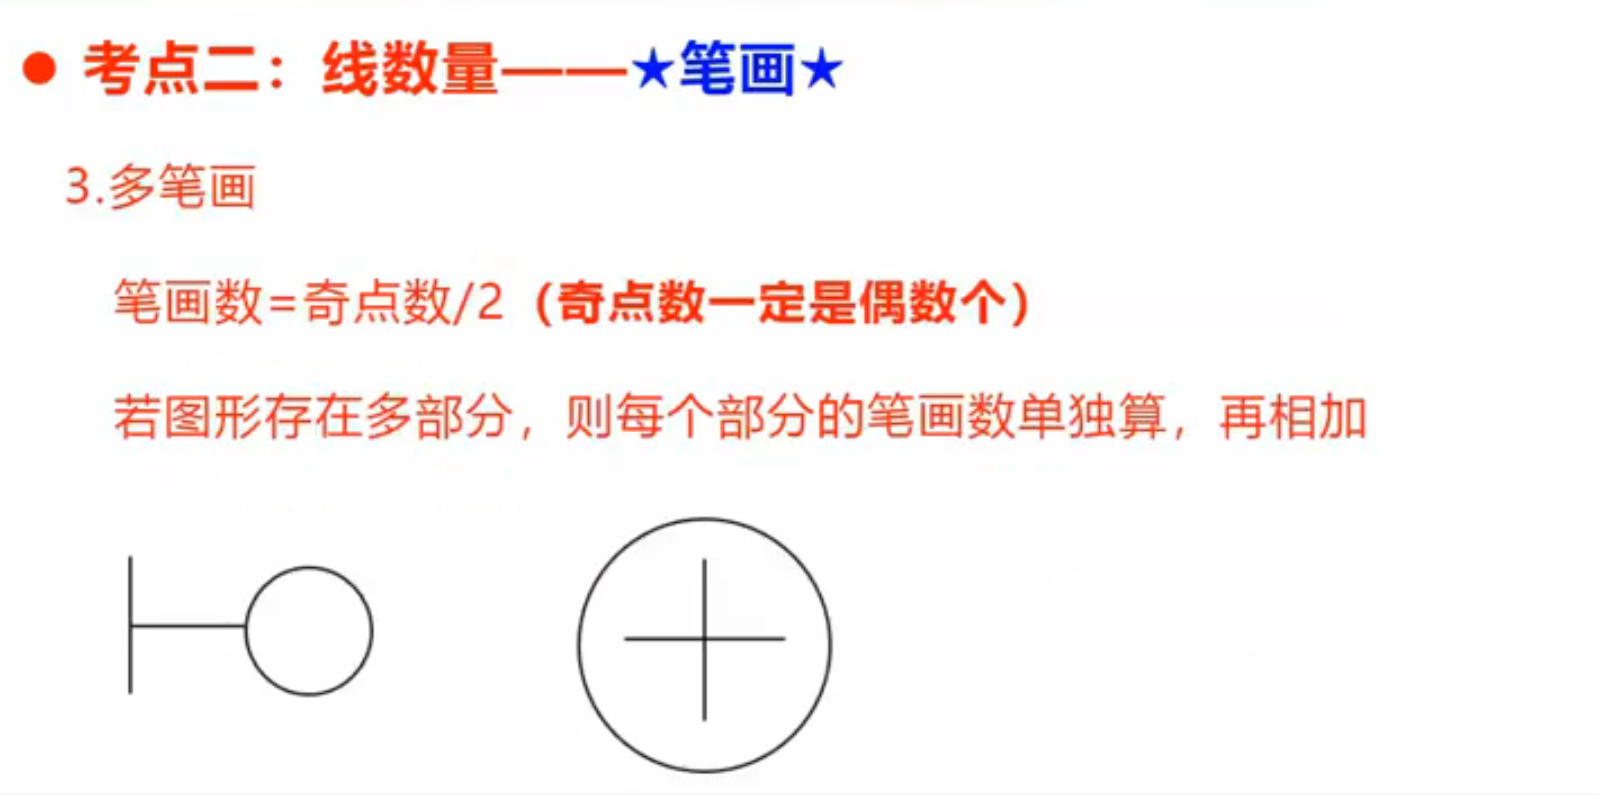 ● 考点二：线数量——★笔画★
3.多笔画
笔画数=奇点数/2（奇点数一定是偶数个）
若图形存在多部分，则每个部分的笔画数单独算，再相加